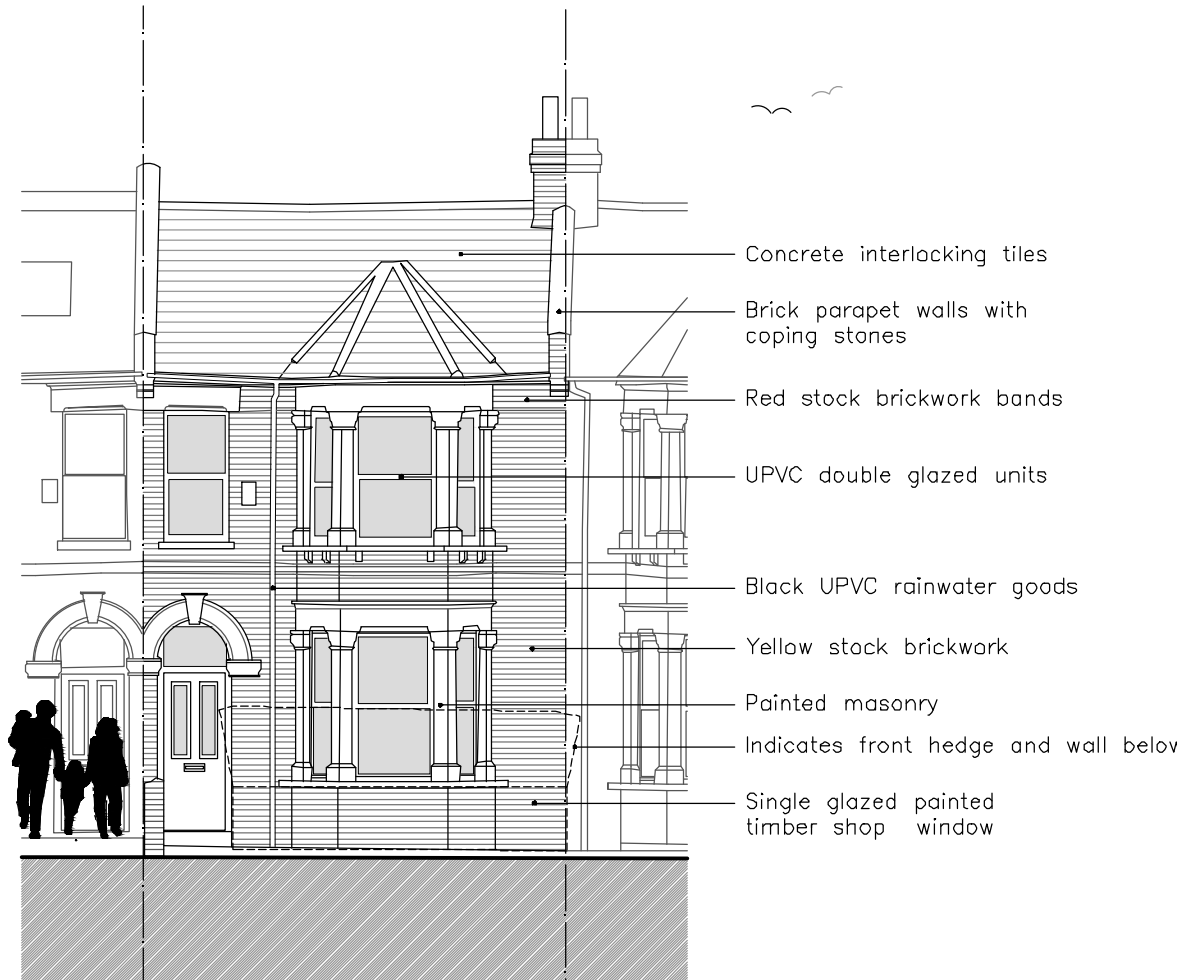 Concrete interlocking tiles
Brick parapet walls with
coping stones
Red stock brickwork bands
UPVC double glazed units
Black UPVC rainwater goods
Yellow stock brickwork
Painted masonry
Indicates front hedge and wall below
Single glazed painted
timber shop window